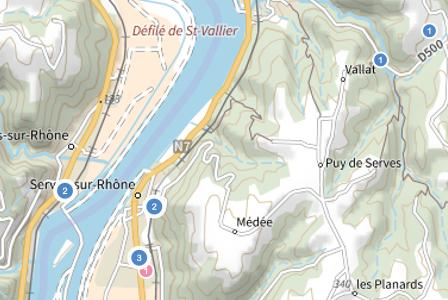 Défilé de St-Vallier
1
1
D500
Vallat
s-sur-Rhône
N7
Puy de Serves
Serves-sur-Rhône
2
2
Médée
3
340
les Planards